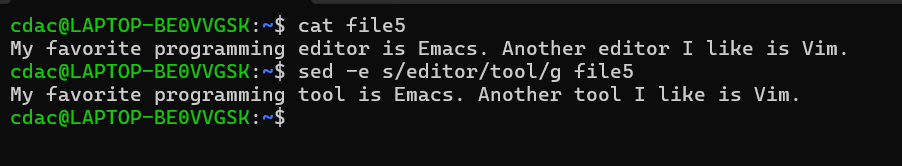 cdac@LAPTOP-BE0VVGSK:~$ cat file5
My favorite programming editor is Emacs. Another editor I like is Vim.
cdac@LAPTOP-BE0VVGSK:~$ sed -e s/editor/tool/g file5
My favorite programming tool is Emacs. Another tool I like is Vim.
cdac@LAPTOP-BE0VVGSK:~$